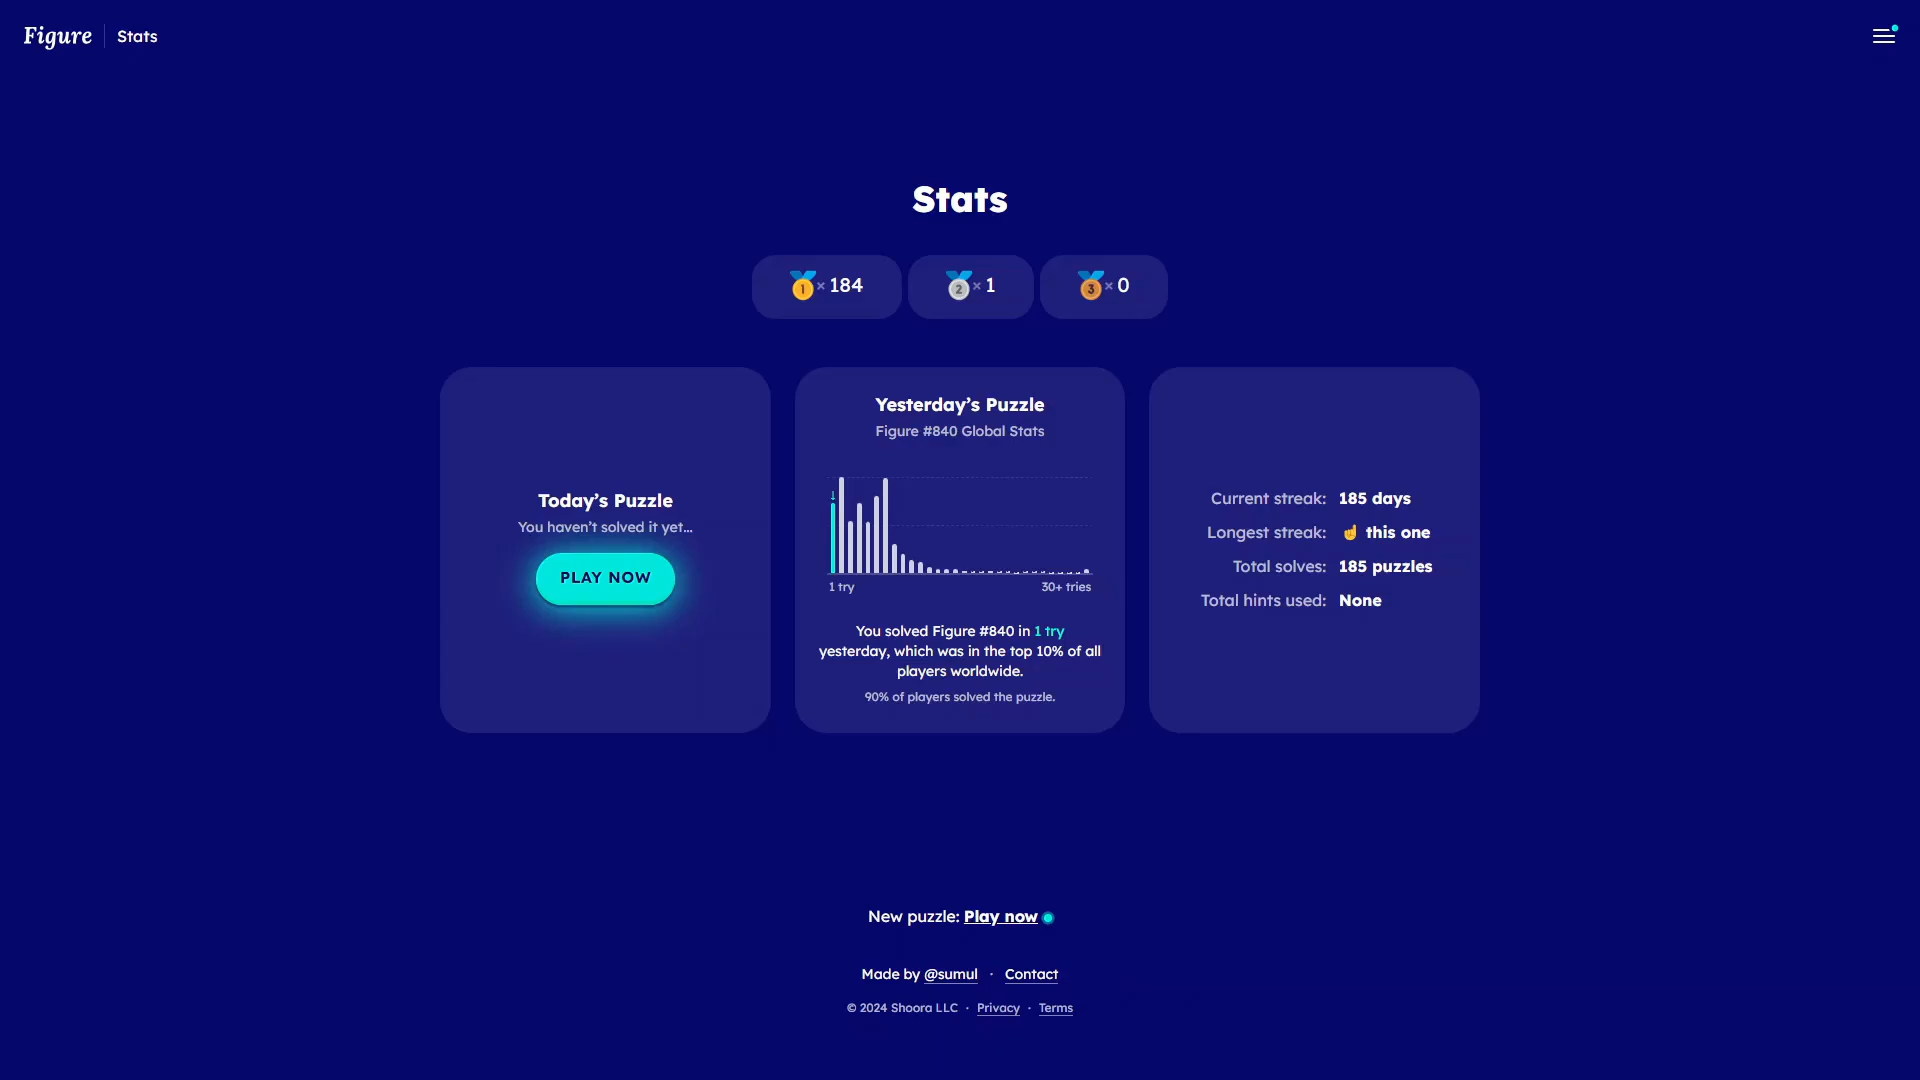 Figure
Stats
Stats
1 × 184
2 × 1
3 × 0
Today’s Puzzle
You haven’t solved it yet…
PLAY NOW
Yesterday’s Puzzle
Figure #840 Global Stats
↓
1 try
30+ tries
You solved Figure #840 in 1 try
yesterday, which was in the top 10% of all
players worldwide.
90% of players solved the puzzle.
Current streak: 185 days
Longest streak: ☝️ this one
Total solves: 185 puzzles
Total hints used: None
New puzzle: Play now
Made by @sumul · Contact
© 2024 Shoora LLC · Privacy · Terms